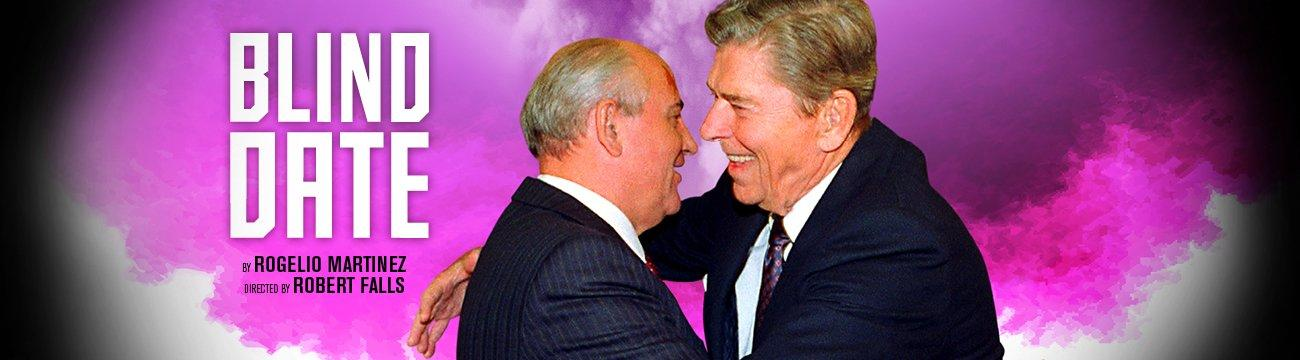 BLIND
DATE
BY ROGELIO MARTINEZ
DIRECTED BY ROBERT FALLS